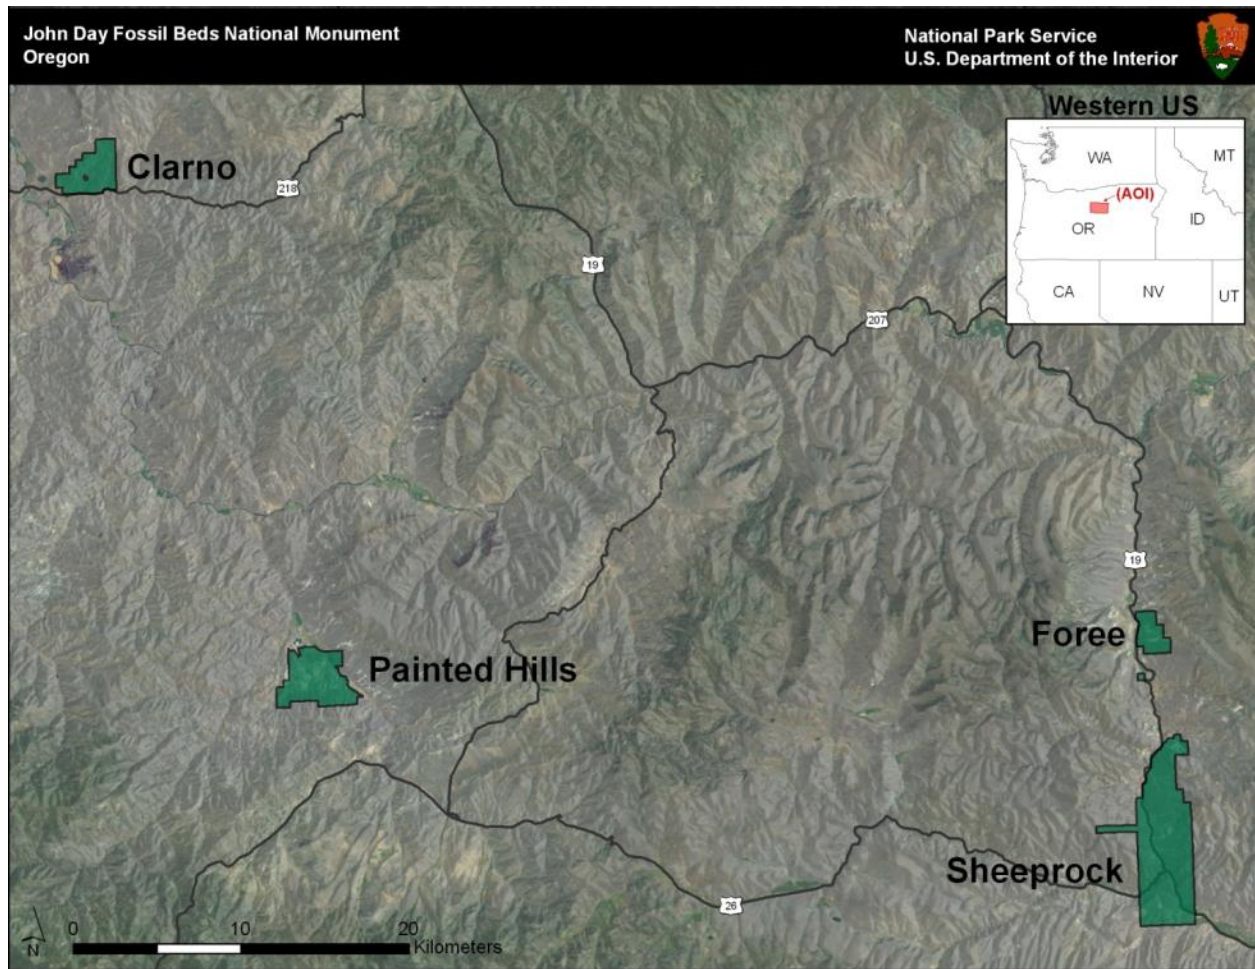 John Day Fossil Beds National Monument
Oregon
National Park Service
U.S. Department of the Interior
Western US
WA
MT
(AOI)
OR
ID
CA
NV
UT
Clarno
218
19
207
19
Foree
Painted Hills
Sheeprock
26
N
0 10 20
Kilometers